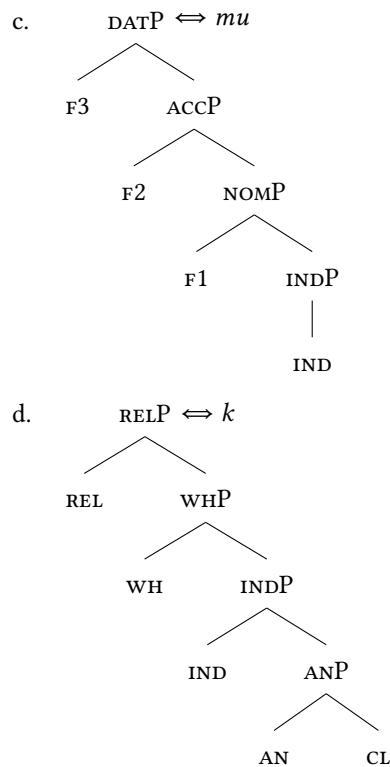 c. DATP ⇔ mu
F3 ACCP
F2 NOMP
F1 INDP
IND
d. RELP ⇔ k
REL WHP
WH INDP
IND ANP
AN CL